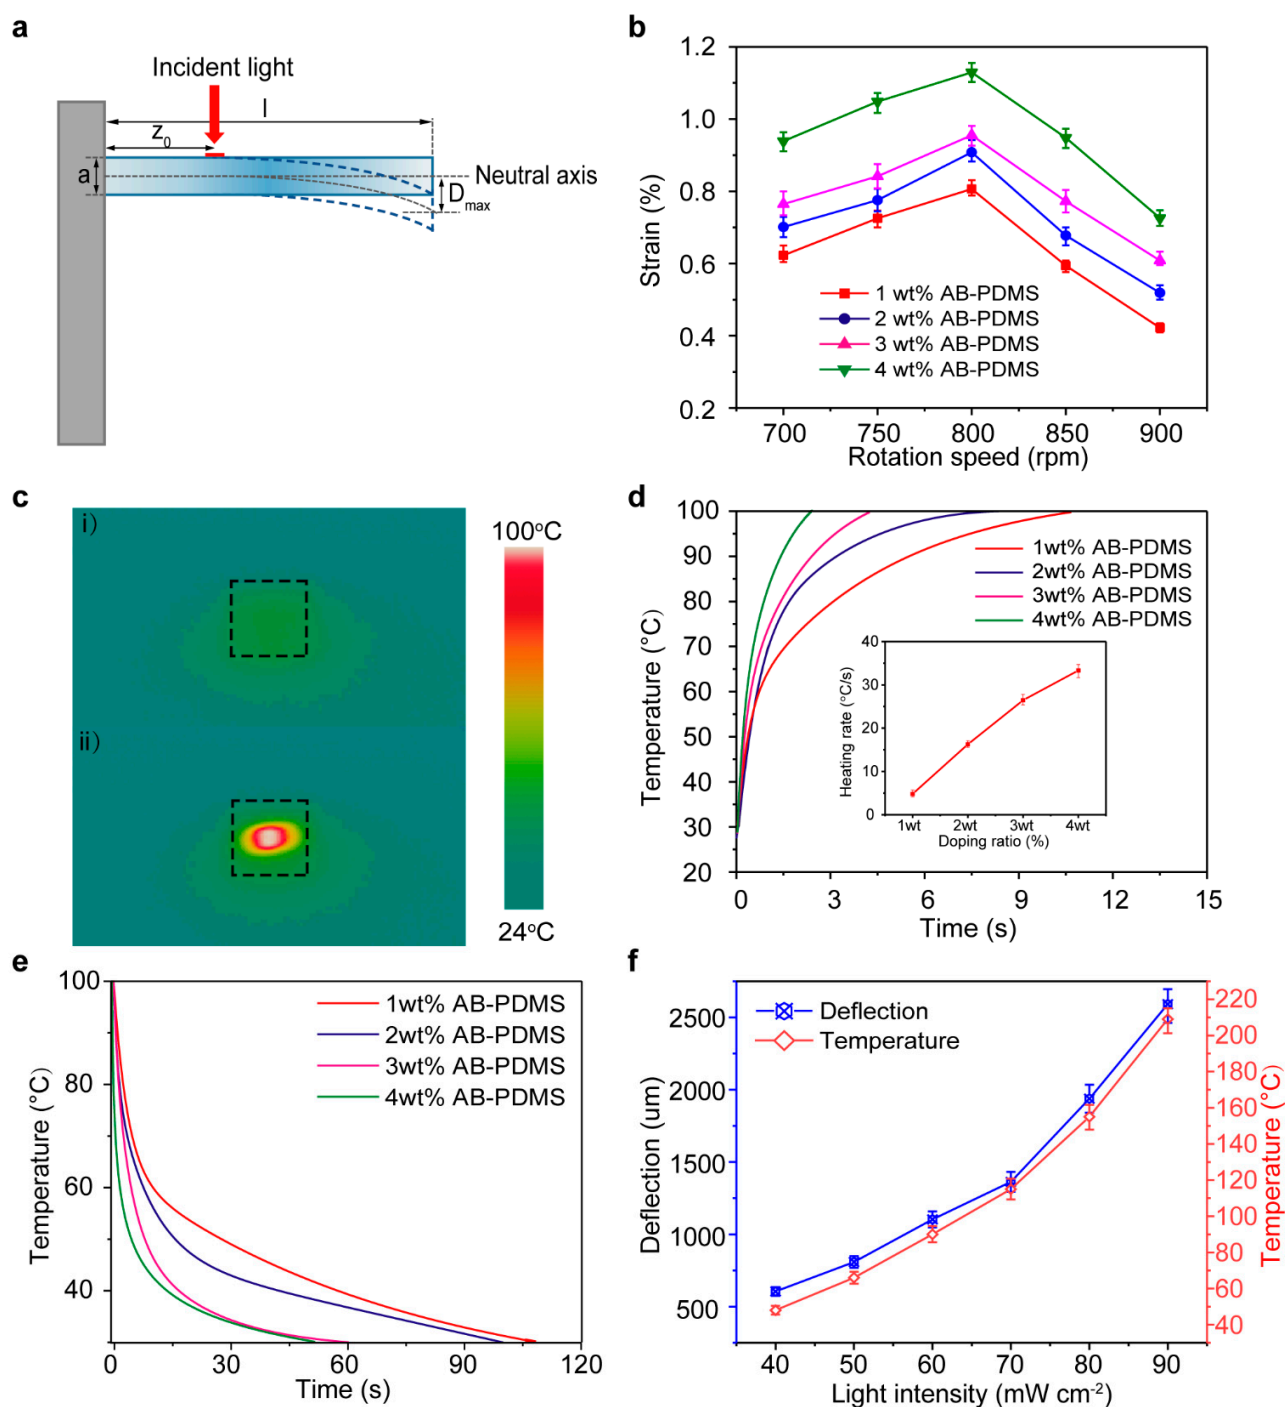 a
Incident light
l
z0
a
Neutral axis
Dmax
b
1.2
1.0
0.8
0.6
0.4
0.2
Strain (%)
1 wt% AB-PDMS
2 wt% AB-PDMS
3 wt% AB-PDMS
4 wt% AB-PDMS
700 750 800 850 900
Rotation speed (rpm)
c
i)
ii)
100°C
24°C
d
100
90
80
70
60
50
40
30
20
Temperature (°C)
1wt% AB-PDMS
2wt% AB-PDMS
3wt% AB-PDMS
4wt% AB-PDMS
40
30
20
10
0
Heating rate (°C/s)
1wt 2wt 3wt 4wt
Doping ratio (%)
0 3 6 9 12 15
Time (s)
e
100
80
60
40
Temperature (°C)
1wt% AB-PDMS
2wt% AB-PDMS
3wt% AB-PDMS
4wt% AB-PDMS
0 30 60 90 120
Time (s)
f
2500
2000
1500
1000
500
Deflection (um)
Deflection
Temperature
220
200
180
160
140
120
100
80
60
40
Temperature (°C)
40 50 60 70 80 90
Light intensity (mW cm-2)